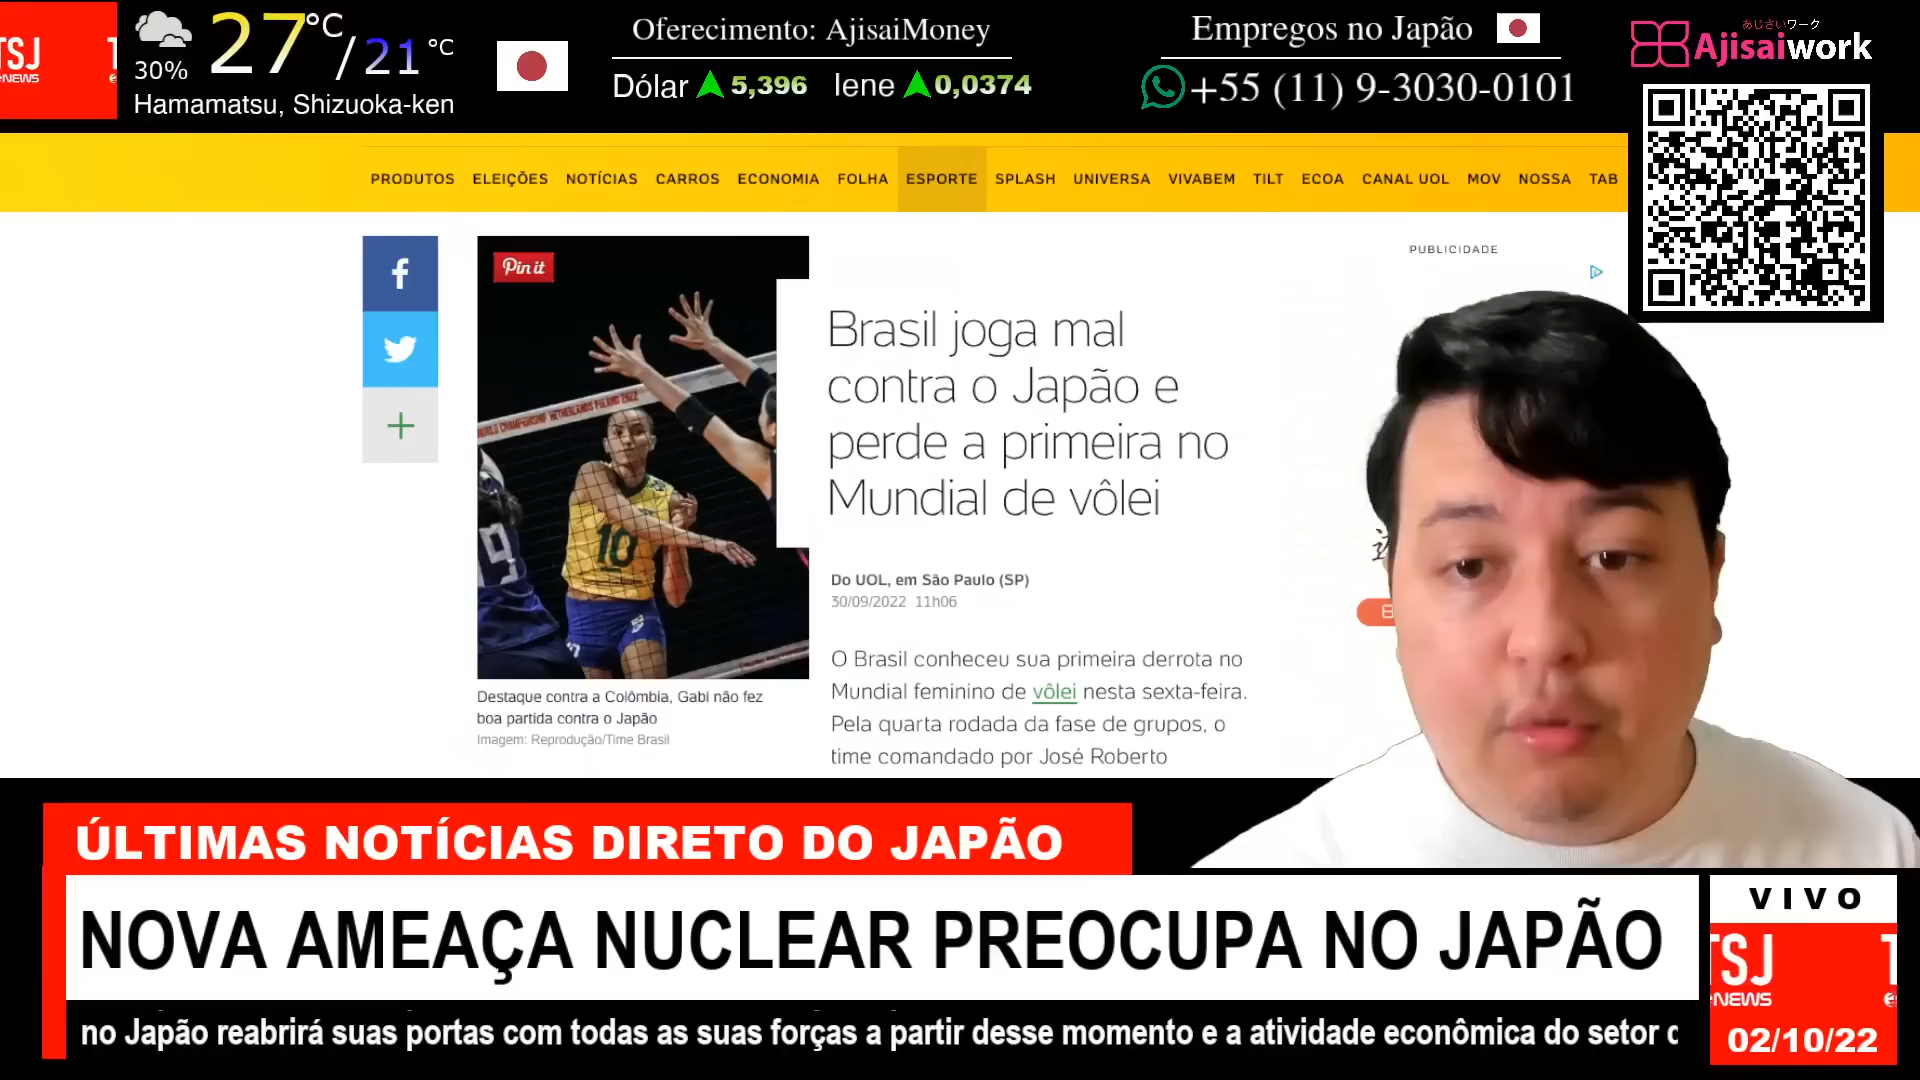 TSJ
NEWS
30%
27°C/21°C
Hamamatsu, Shizuoka-ken
Oferecimento: AjisaiMoney
Dólar 5,396 Iene 0,0374
Empregos no Japão
+55 (11) 9-3030-0101
あじさいワーク
Ajisaiwork
PRODUTOS ELEIÇÕES NOTÍCIAS CARROS ECONOMIA FOLHA ESPORTE SPLASH UNIVERSA VIVABEM TILT ECOA CANAL UOL MOV NOSSA TAB
Pin it
WORLD CHAMPIONSHIP NETHERLANDS POLAND 2022
10
9
Brasil joga mal
contra o Japão e
perde a primeira no
Mundial de vôlei
Do UOL, em São Paulo (SP)
30/09/2022 11h06
O Brasil conheceu sua primeira derrota no
Mundial feminino de vôlei nesta sexta-feira.
Pela quarta rodada da fase de grupos, o
time comandado por José Roberto
Destaque contra a Colômbia, Gabi não fez
boa partida contra o Japão
Imagem: Reprodução/Time Brasil
PUBLICIDADE
ÚLTIMAS NOTÍCIAS DIRETO DO JAPÃO
NOVA AMEAÇA NUCLEAR PREOCUPA NO JAPÃO
no Japão reabrirá suas portas com todas as suas forças a partir desse momento e a atividade econômica do setor
VIVO
TSJ
NEWS
02/10/22